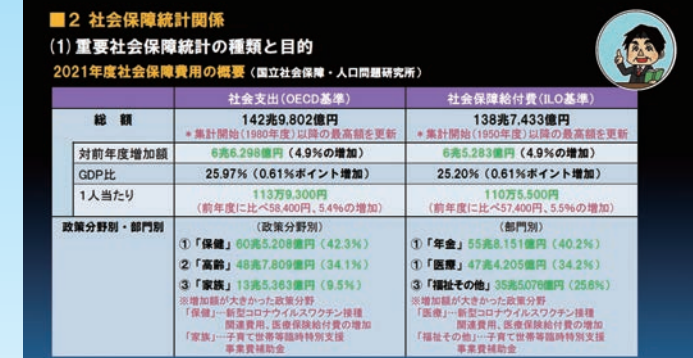 ■2 社会保障統計関係
(1)重要社会保障統計の種類と目的
2021年度社会保障費用の概要（国立社会保障・人口問題研究所）
社会支出(OECD基準) 社会保障給付費(ILO基準)
総 額 142兆9,802億円 138兆7,433億円
＊集計開始(1980年度)以降の最高額を更新 ＊集計開始(1950年度)以降の最高額を更新
対前年度増加額 6兆6,298億円（4.9%の増加） 6兆5,283億円（4.9%の増加）
GDP比 25.97%（0.61%ポイント増加） 25.20%（0.61%ポイント増加）
1人当たり 113万9,300円 110万5,500円
（前年度に比べ58,400円、5.4%の増加） （前年度に比べ57,400円、5.5%の増加）
政策分野別・部門別 （政策分野別） （部門別）
①「保健」60兆5,208億円（42.3%） ①「年金」55兆8,151億円（40.2%）
②「高齢」48兆7,809億円（34.1%） ①「医療」47兆4,205億円（34.2%）
③「家族」13兆5,363億円（9.5%） ③「福祉その他」35兆5,076億円（25.6%）
※増加額が大きかった政策分野 ※増加額が大きかった部門
「保健」…新型コロナウイルスワクチン接種 「医療」…新型コロナウイルスワクチン接種
関連費用、医療保険給付費の増加 関連費用、医療保険給付費の増加
「家族」…子育て世帯等臨時特別支援 「福祉その他」…子育て世帯等臨時特別支援
事業費補助金 事業費補助金